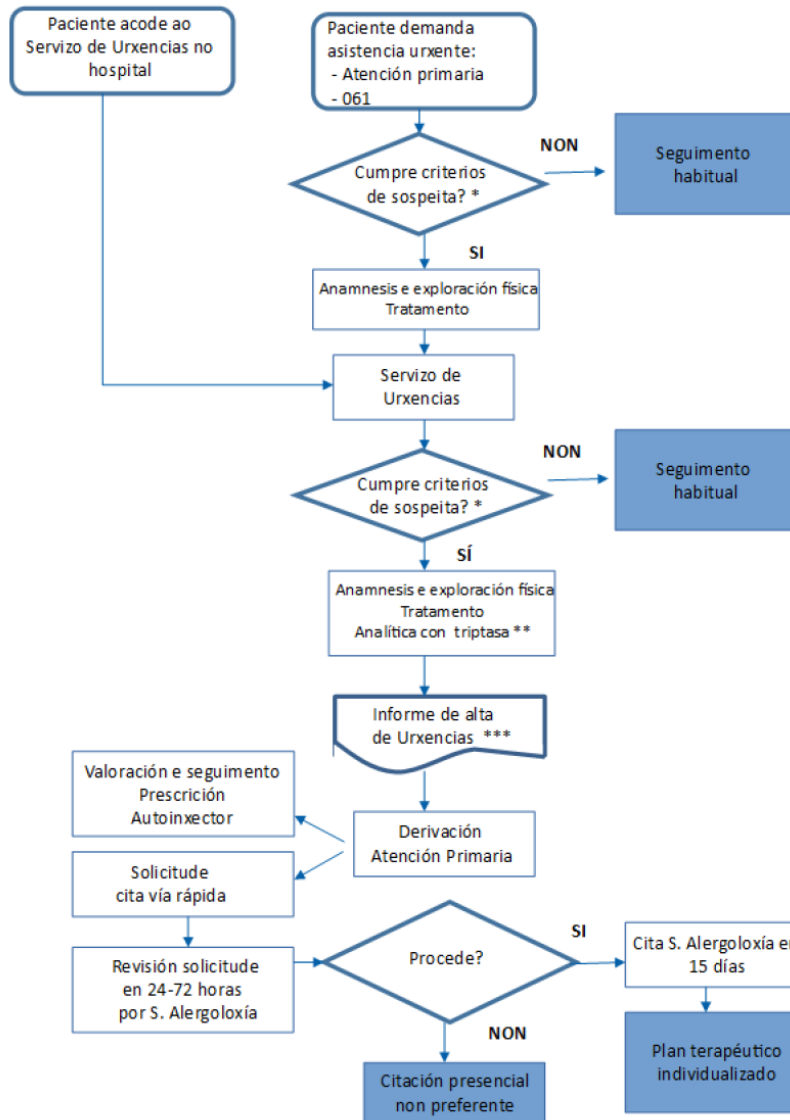 Paciente acode ao
Servizo de Urxencias no
hospital
Paciente demanda
asistencia urxente:
- Atención primaria
- 061
Cumpre criterios
de sospeita? *
NON
Seguimento
habitual
SI
Anamnesis e exploración física
Tratamento
Servizo de
Urxencias
Cumpre criterios
de sospeita? *
NON
Seguimento
habitual
SÍ
Anamnesis e exploración física
Tratamento
Analítica con triptasa **
Informe de alta
de Urxencias ***
Valoración e seguimento
Prescrición
Autoinxector
Derivación
Atención Primaria
Solicitude
cita vía rápida
Revisión solicitude
en 24-72 horas
por S. Alergoloxía
Procede?
SI
Cita S. Alergoloxía en
15 días
NON
Plan terapéutico
individualizado
Citación presencial
non preferente